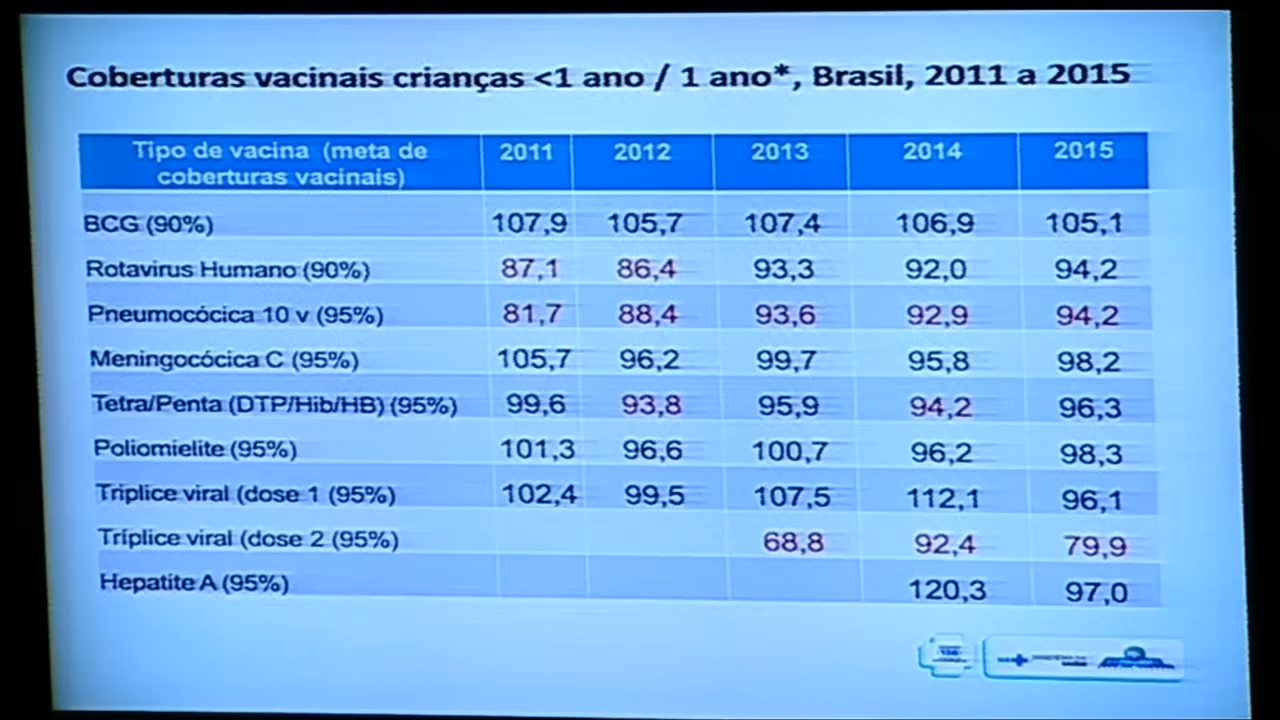 Coberturas vacinais crianças <1 ano / 1 ano*, Brasil, 2011 a 2015
Tipo de vacina (meta de coberturas vacinais) 2011 2012 2013 2014 2015
BCG (90%) 107,9 105,7 107,4 106,9 105,1
Rotavirus Humano (90%) 87,1 86,4 93,3 92,0 94,2
Pneumocócica 10 v (95%) 81,7 88,4 93,6 92,9 94,2
Meningocócica C (95%) 105,7 96,2 99,7 95,8 98,2
Tetra/Penta (DTP/Hib/HB) (95%) 99,6 93,8 95,9 94,2 96,3
Poliomielite (95%) 101,3 96,6 100,7 96,2 98,3
Tríplice viral (dose 1 (95%) 102,4 99,5 107,5 112,1 96,1
Tríplice viral (dose 2 (95%) 68,8 92,4 79,9
Hepatite A (95%) 120,3 97,0